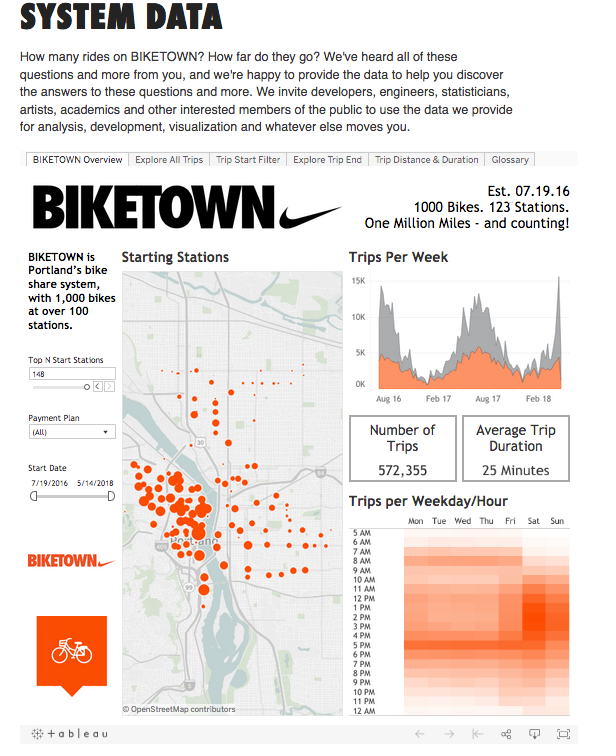 SYSTEM DATA
How many rides on BIKETOWN? How far do they go? We've heard all of these
questions and more from you, and we're happy to provide the data to help you discover
the answers to these questions and more. We invite developers, engineers, statisticians,
artists, academics and other interested members of the public to use the data we provide
for analysis, development, visualization and whatever else moves you.
BIKETOWN Overview Explore All Trips Trip Start Filter Explore Trip End Trip Distance & Duration Glossary
BIKETOWN
Est. 07.19.16
1000 Bikes. 123 Stations.
One Million Miles - and counting!
BIKETOWN is
Portland's bike
share system,
with 1,000 bikes
at over 100
stations.
Top N Start Stations
148
Payment Plan
(All)
Start Date
7/19/2016 5/14/2018
BIKETOWN
Starting Stations
30
Portland
99
© OpenStreetMap contributors
Trips Per Week
15K
10K
5K
0K
Aug 16 Feb 17 Aug 17 Feb 18
Number of
Trips
572,355
Average Trip
Duration
25 Minutes
Trips per Weekday/Hour
Mon Tue Wed Thu Fri Sat Sun
5 AM
6 AM
7 AM
8 AM
9 AM
10 AM
11 AM
12 PM
1 PM
2 PM
3 PM
4 PM
5 PM
6 PM
7 PM
8 PM
9 PM
10 PM
11 PM
12 AM
+ableau